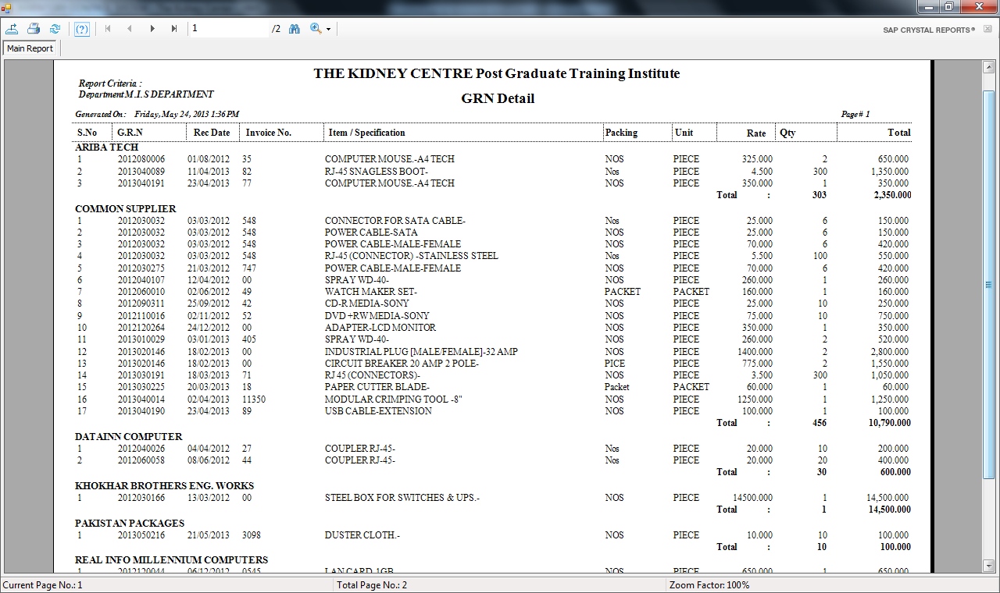 1 /2 SAP CRYSTAL REPORTS®
Main Report
THE KIDNEY CENTRE Post Graduate Training Institute
Report Criteria :
Department M.I.S DEPARTMENT
GRN Detail
Generated On: Friday, May 24, 2013 1:36 PM Page # 1
S.No G.R.N Rec Date Invoice No. Item / Specification Packing Unit Rate Qty Total
ARIBA TECH
1 2012080006 01/08/2012 35 COMPUTER MOUSE.-A4 TECH NOS PIECE 325.000 2 650.000
2 2013040089 11/04/2013 82 RJ-45 SNAGLESS BOOT- Nos PIECE 4.500 300 1,350.000
3 2013040191 23/04/2013 77 COMPUTER MOUSE.-A4 TECH NOS PIECE 350.000 1 350.000
Total : 303 2,350.000
COMMON SUPPLIER
1 2012030032 03/03/2012 548 CONNECTOR FOR SATA CABLE- Nos PIECE 25.000 6 150.000
2 2012030032 03/03/2012 548 POWER CABLE-SATA NOS PIECE 25.000 6 150.000
3 2012030032 03/03/2012 548 POWER CABLE-MALE-FEMALE NOS PIECE 70.000 6 420.000
4 2012030032 03/03/2012 548 RJ-45 (CONNECTOR) -STAINLESS STEEL Nos PIECE 5.500 100 550.000
5 2012030275 21/03/2012 747 POWER CABLE-MALE-FEMALE NOS PIECE 70.000 6 420.000
6 2012040107 12/04/2012 00 SPRAY WD-40- NOS PIECE 260.000 1 260.000
7 2012060010 02/06/2012 49 WATCH MAKER SET- PACKET PACKET 160.000 1 160.000
8 2012090311 25/09/2012 42 CD-R MEDIA-SONY NOS PIECE 25.000 10 250.000
9 2012110016 02/11/2012 52 DVD +RW MEDIA-SONY NOS PIECE 75.000 10 750.000
10 2012120264 24/12/2012 00 ADAPTER-LCD MONITOR NOS PIECE 350.000 1 350.000
11 2013010029 03/01/2013 405 SPRAY WD-40- NOS PIECE 260.000 2 520.000
12 2013020146 18/02/2013 00 INDUSTRIAL PLUG [MALE/FEMALE]-32 AMP NOS PIECE 1400.000 2 2,800.000
13 2013020146 18/02/2013 00 CIRCUIT BREAKER 20 AMP 2 POLE- PICE PIECE 775.000 2 1,550.000
14 2013030191 18/03/2013 71 RJ 45 (CONNECTORS)- NOS PIECE 3.500 300 1,050.000
15 2013030225 20/03/2013 18 PAPER CUTTER BLADE- Packet PACKET 60.000 1 60.000
16 2013040014 02/04/2013 11350 MODULAR CRIMPING TOOL -8" NOS PIECE 1250.000 1 1,250.000
17 2013040190 23/04/2013 89 USB CABLE-EXTENSION NOS PIECE 100.000 1 100.000
Total : 456 10,790.000
DATAINN COMPUTER
1 2012040026 04/04/2012 27 COUPLER RJ-45- Nos PIECE 20.000 10 200.000
2 2012060058 08/06/2012 44 COUPLER RJ-45- Nos PIECE 20.000 20 400.000
Total : 30 600.000
KHOKHAR BROTHERS ENG. WORKS
1 2012030166 13/03/2012 00 STEEL BOX FOR SWITCHES & UPS.- NOS PIECE 14500.000 1 14,500.000
Total : 1 14,500.000
PAKISTAN PACKAGES
1 2013050216 21/05/2013 3098 DUSTER CLOTH.- NOS PIECE 10.000 10 100.000
Total : 10 100.000
REAL INFO MILLENNIUM COMPUTERS
1 2012120044 06/12/2012 0545 LAN CARD-1GB NOS PIECE 650.000 1 650.000
Current Page No.: 1 Total Page No.: 2 Zoom Factor: 100%